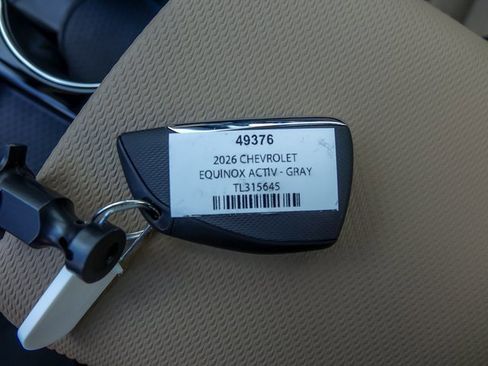 49376
2026 CHEVROLET
EQUINOX ACTIV - GRAY
TL315645